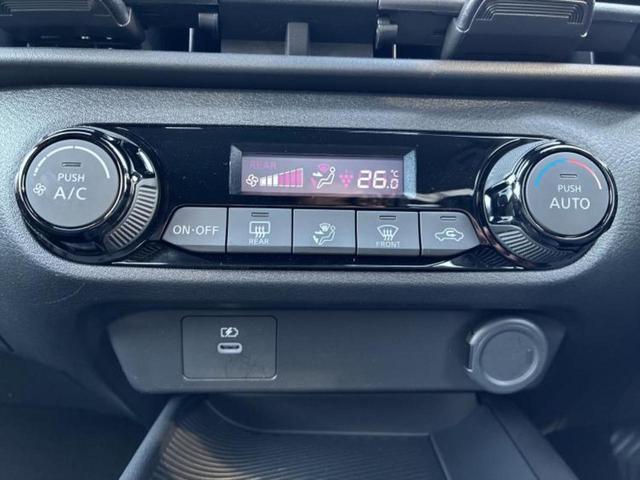 REAR
26.0 °C
PUSH
A/C
PUSH
AUTO
ON·OFF
REAR
FRONT